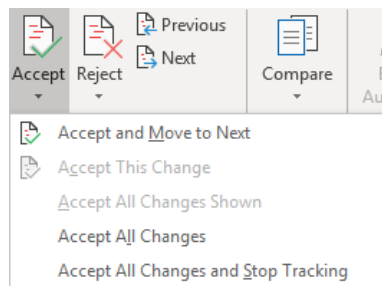 Previous
Next
Accept
Reject
Compare
Au
Accept and Move to Next
Accept This Change
Accept All Changes Shown
Accept All Changes
Accept All Changes and Stop Tracking